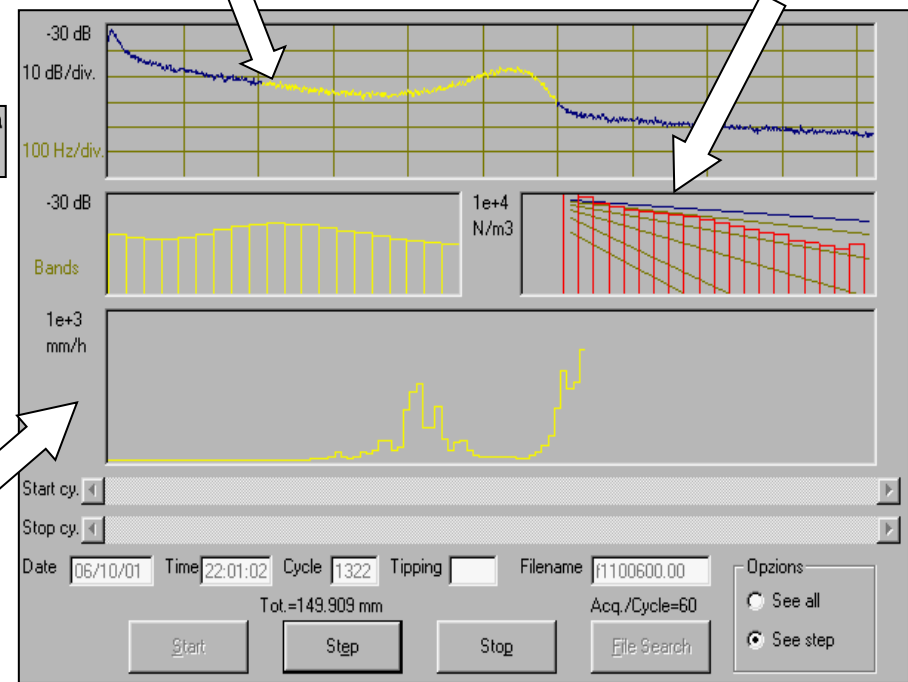 -30 dB
10 dB/div.
100 Hz/div.
-30 dB
Bands
1e+4
N/m3
1e+3
mm/h
Start cy.
Stop cy.
Date 06/10/01 Time 22:01:02 Cycle 1322 Tipping Filename f1100600.00
Opzions
Tot.=149.909 mm Acq./Cycle=60
See all
Start Step Stop File Search
See step